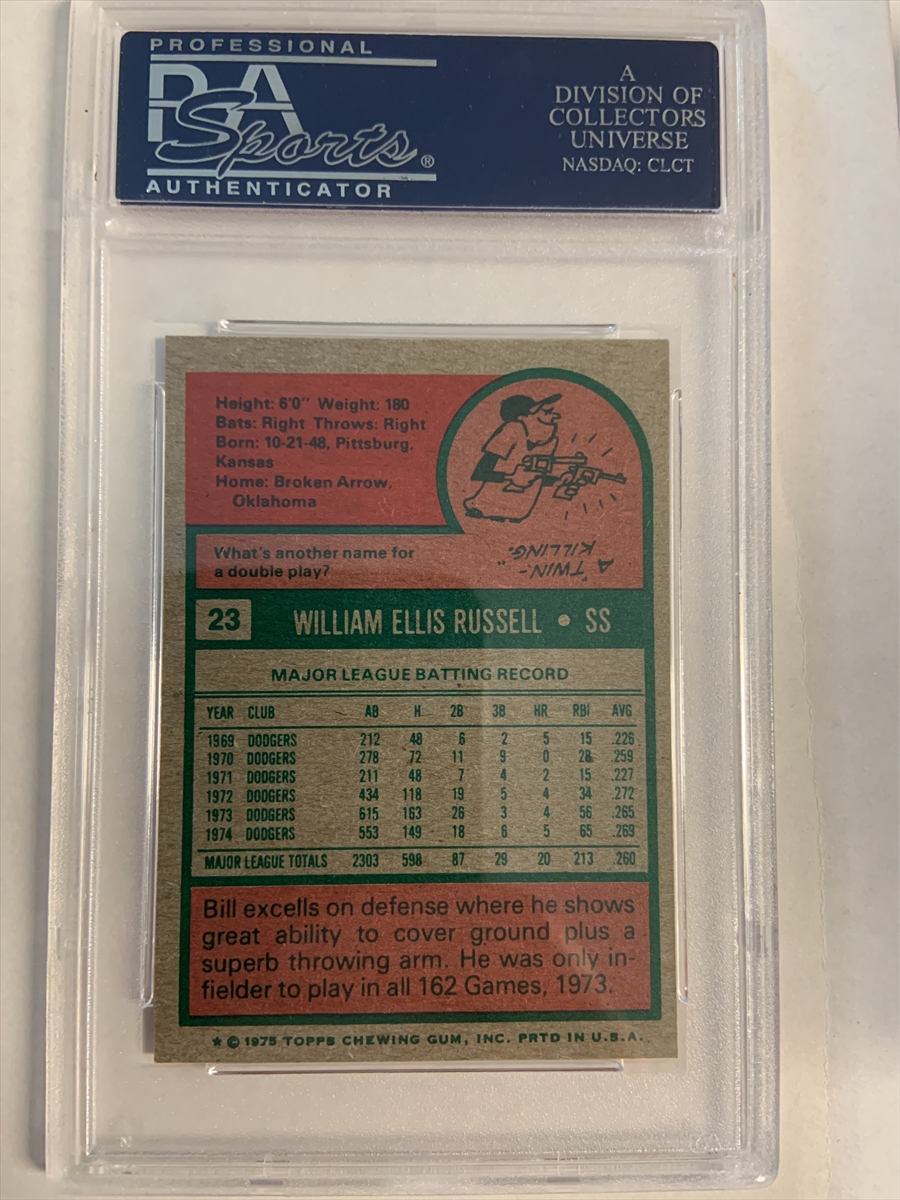 PROFESSIONAL
PSA
Sports®
AUTHENTICATOR
A
DIVISION OF
COLLECTORS
UNIVERSE
NASDAQ: CLCT
Height: 6'0" Weight: 180
Bats: Right Throws: Right
Born: 10-21-48, Pittsburg,
Kansas
Home: Broken Arrow,
Oklahoma
What's another name for
a double play?
A "TWIN-
KILLING."
23 WILLIAM ELLIS RUSSELL • SS
MAJOR LEAGUE BATTING RECORD
YEAR CLUB AB H 2B 3B HR RBI AVG
1969 DODGERS 212 48 6 2 5 15 .226
1970 DODGERS 278 72 11 9 0 28 .259
1971 DODGERS 211 48 7 4 2 15 .227
1972 DODGERS 434 118 19 5 4 34 .272
1973 DODGERS 615 163 26 3 4 56 .265
1974 DODGERS 553 149 18 6 5 65 .269
MAJOR LEAGUE TOTALS 2303 598 87 29 20 213 .260
Bill excells on defense where he shows
great ability to cover ground plus a
superb throwing arm. He was only in-
fielder to play in all 162 Games, 1973.
★ © 1975 TOPPS CHEWING GUM, INC. PRTD IN U.S.A.